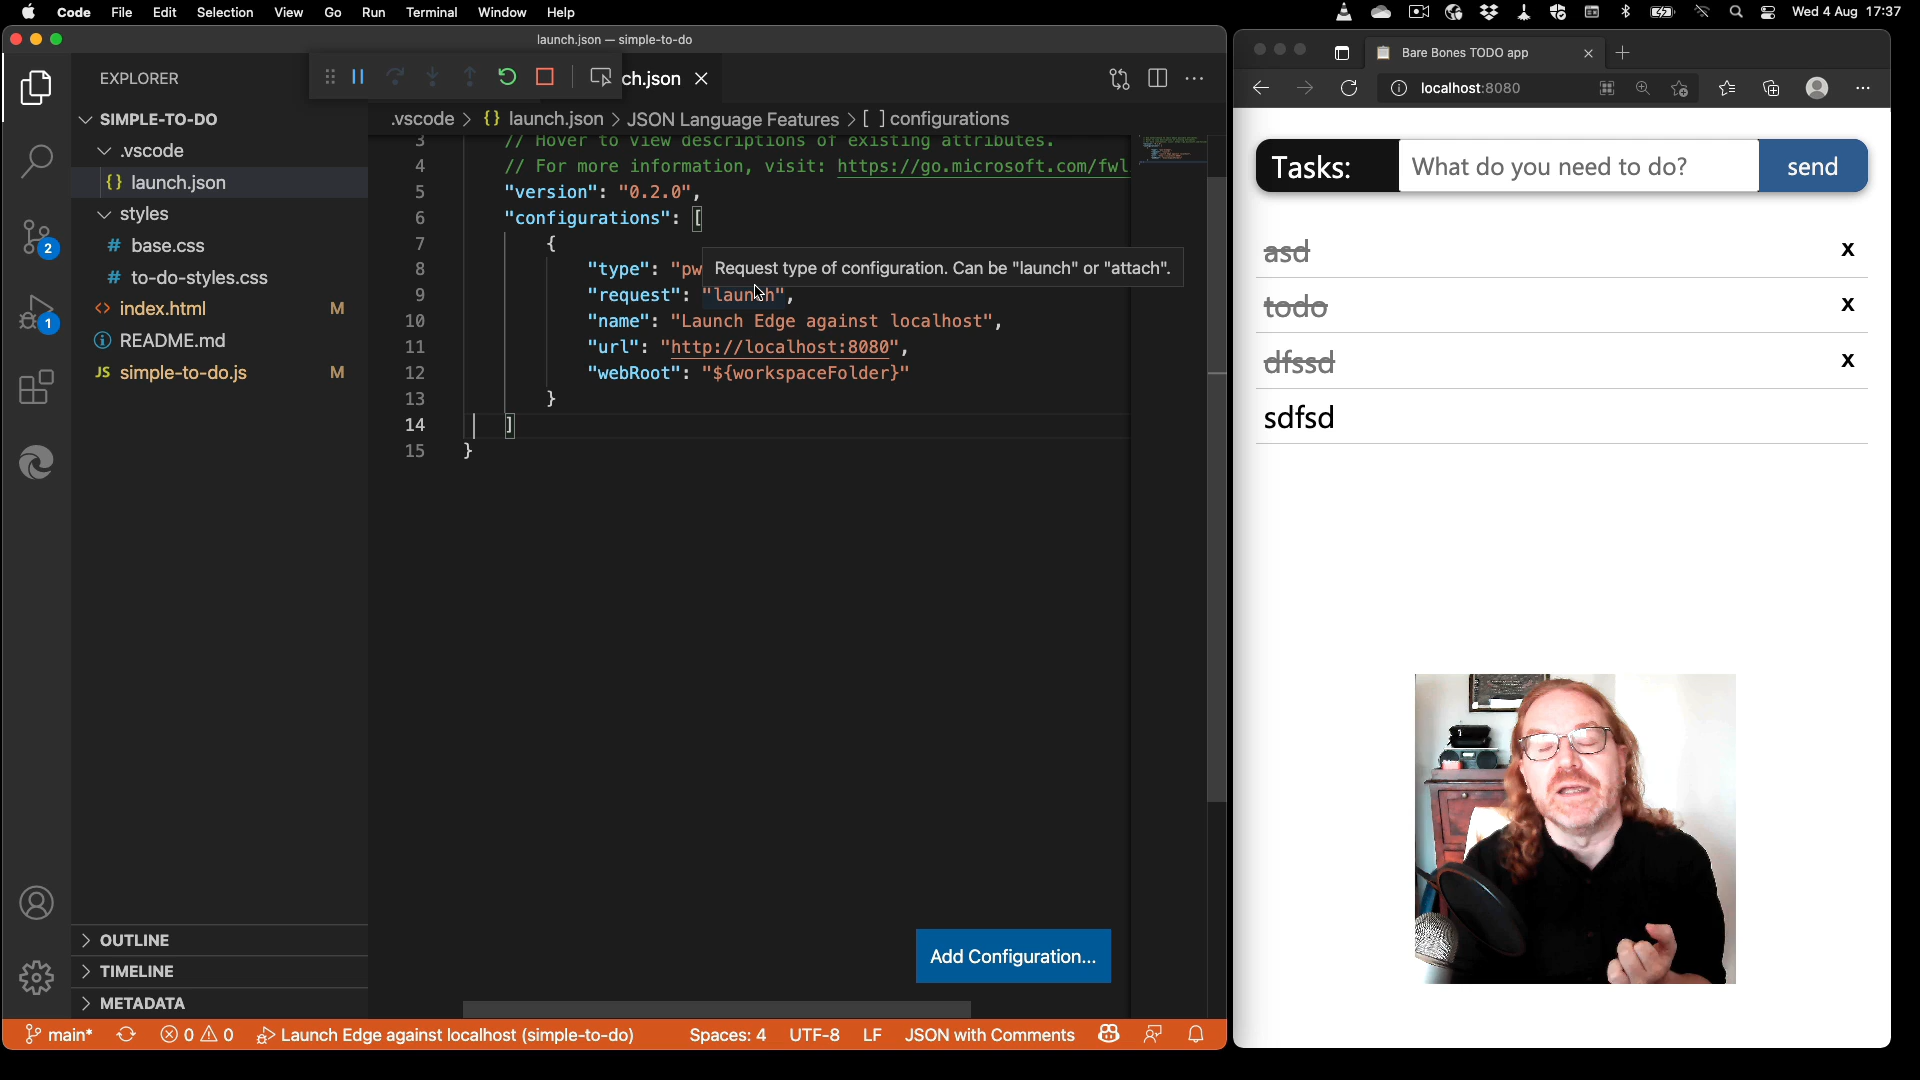 Code File Edit Selection View Go Run Terminal Window Help
Wed 4 Aug 17:37
launch.json — simple-to-do
EXPLORER
ch.json
SIMPLE-TO-DO
.vscode
{} launch.json
styles
# base.css
# to-do-styles.css
<> index.html M
README.md
JS simple-to-do.js M
2
1
OUTLINE
TIMELINE
METADATA
.vscode > {} launch.json > JSON Language Features > [ ] configurations
3 // Hover to view descriptions of existing attributes.
4 // For more information, visit: https://go.microsoft.com/fwl
5 "version": "0.2.0",
6 "configurations": [
7 {
8 "type": "pw
Request type of configuration. Can be "launch" or "attach".
9 "request": "launch",
10 "name": "Launch Edge against localhost",
11 "url": "http://localhost:8080",
12 "webRoot": "${workspaceFolder}"
13 }
14 ]
15 }
Add Configuration...
main* 0 0 Launch Edge against localhost (simple-to-do) Spaces: 4 UTF-8 LF JSON with Comments
Bare Bones TODO app
localhost:8080
Tasks: What do you need to do? send
asd x
todo x
dfssd x
sdfsd